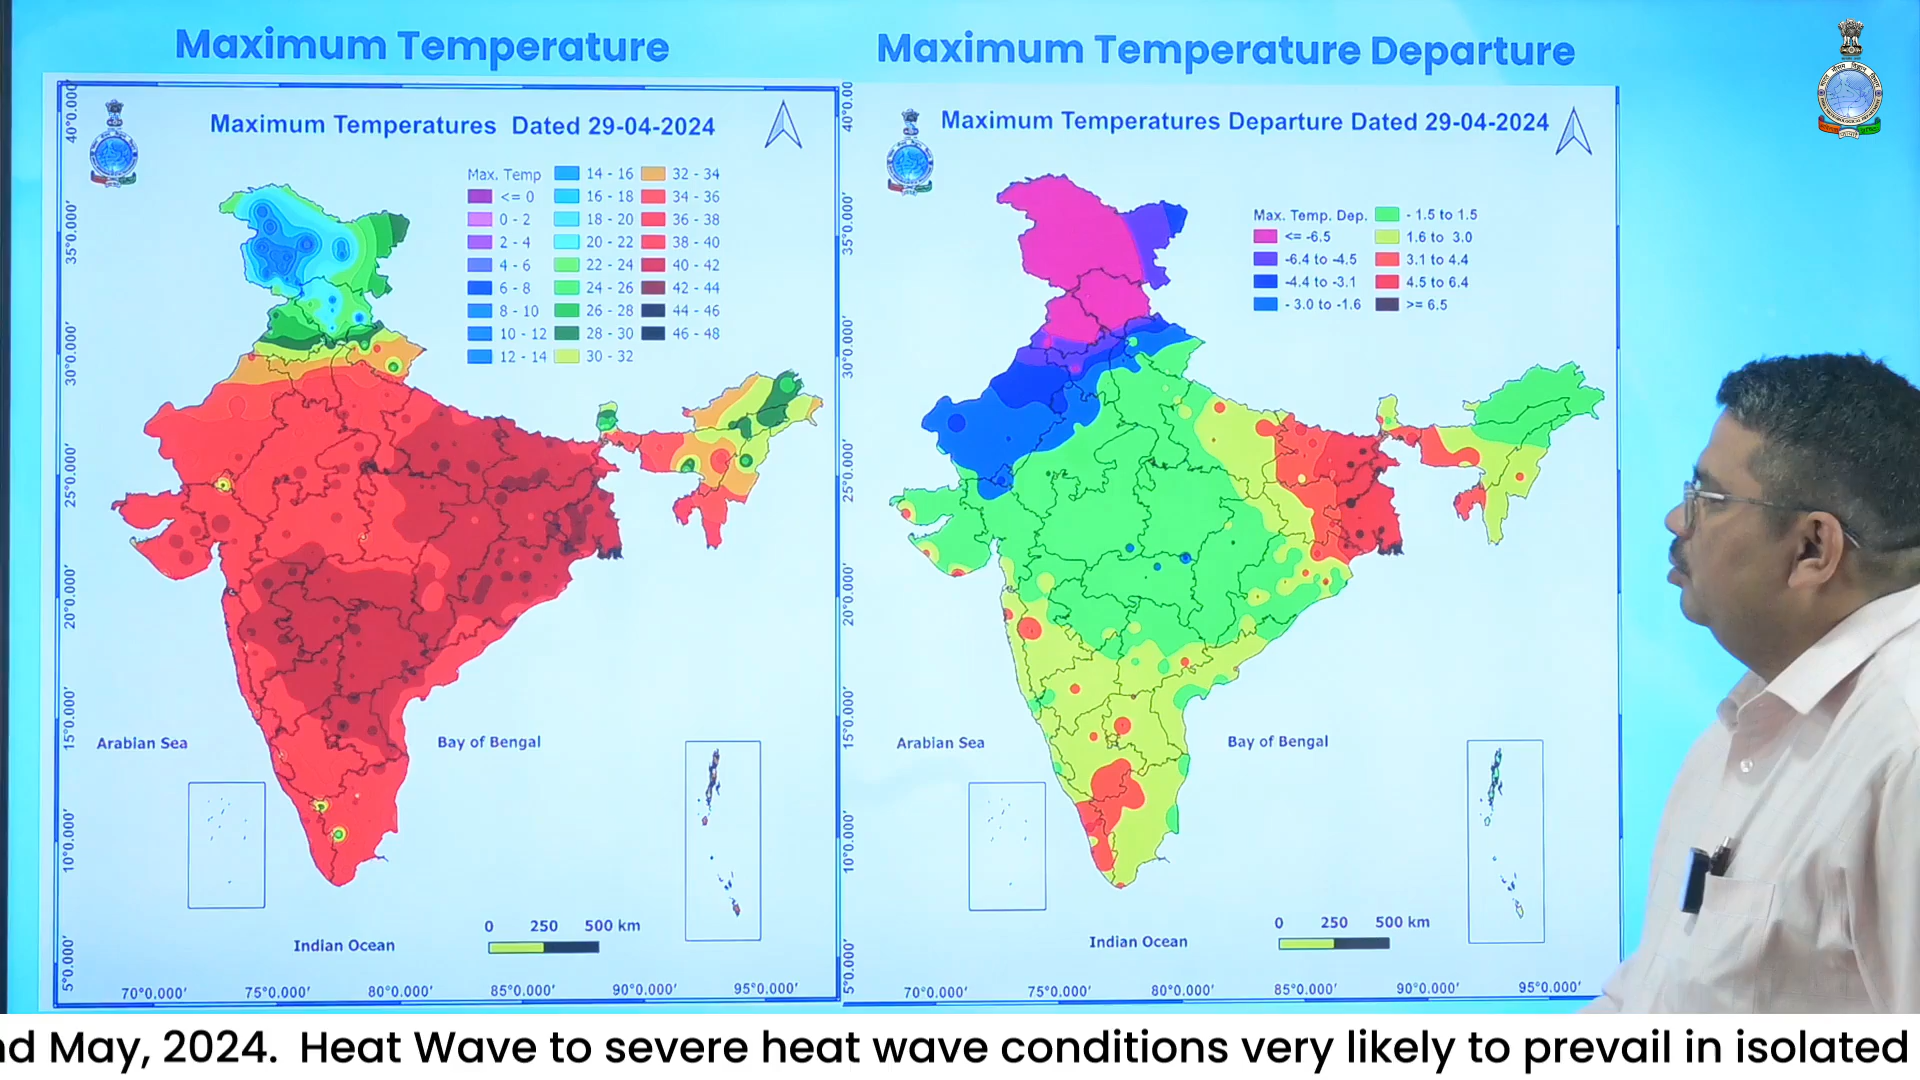 Maximum Temperature
Maximum Temperature Departure
Maximum Temperatures Dated 29-04-2024
Max. Temp
<= 0
0 - 2
2 - 4
4 - 6
6 - 8
8 - 10
10 - 12
12 - 14
14 - 16
16 - 18
18 - 20
20 - 22
22 - 24
24 - 26
26 - 28
28 - 30
30 - 32
32 - 34
34 - 36
36 - 38
38 - 40
40 - 42
42 - 44
44 - 46
46 - 48
40°0.000'
35°0.000'
30°0.000'
25°0.000'
20°0.000'
15°0.000'
10°0.000'
5°0.000'
Arabian Sea
Bay of Bengal
Indian Ocean
0 250 500 km
70°0.000' 75°0.000' 80°0.000' 85°0.000' 90°0.000' 95°0.000'
Maximum Temperatures Departure Dated 29-04-2024
Max. Temp. Dep.
<= -6.5
-6.4 to -4.5
-4.4 to -3.1
- 3.0 to -1.6
- 1.5 to 1.5
1.6 to 3.0
3.1 to 4.4
4.5 to 6.4
>= 6.5
40°0.00
35°0.000'
30°0.000'
25°0.000'
20°0.000'
15°0.000'
10°0.000'
5°0.000'
Arabian Sea
Bay of Bengal
Indian Ocean
0 250 500 km
70°0.000' 75°0.000' 80°0.000' 85°0.000' 90°0.000' 95°0.000'
nd May, 2024. Heat Wave to severe heat wave conditions very likely to prevail in isolated